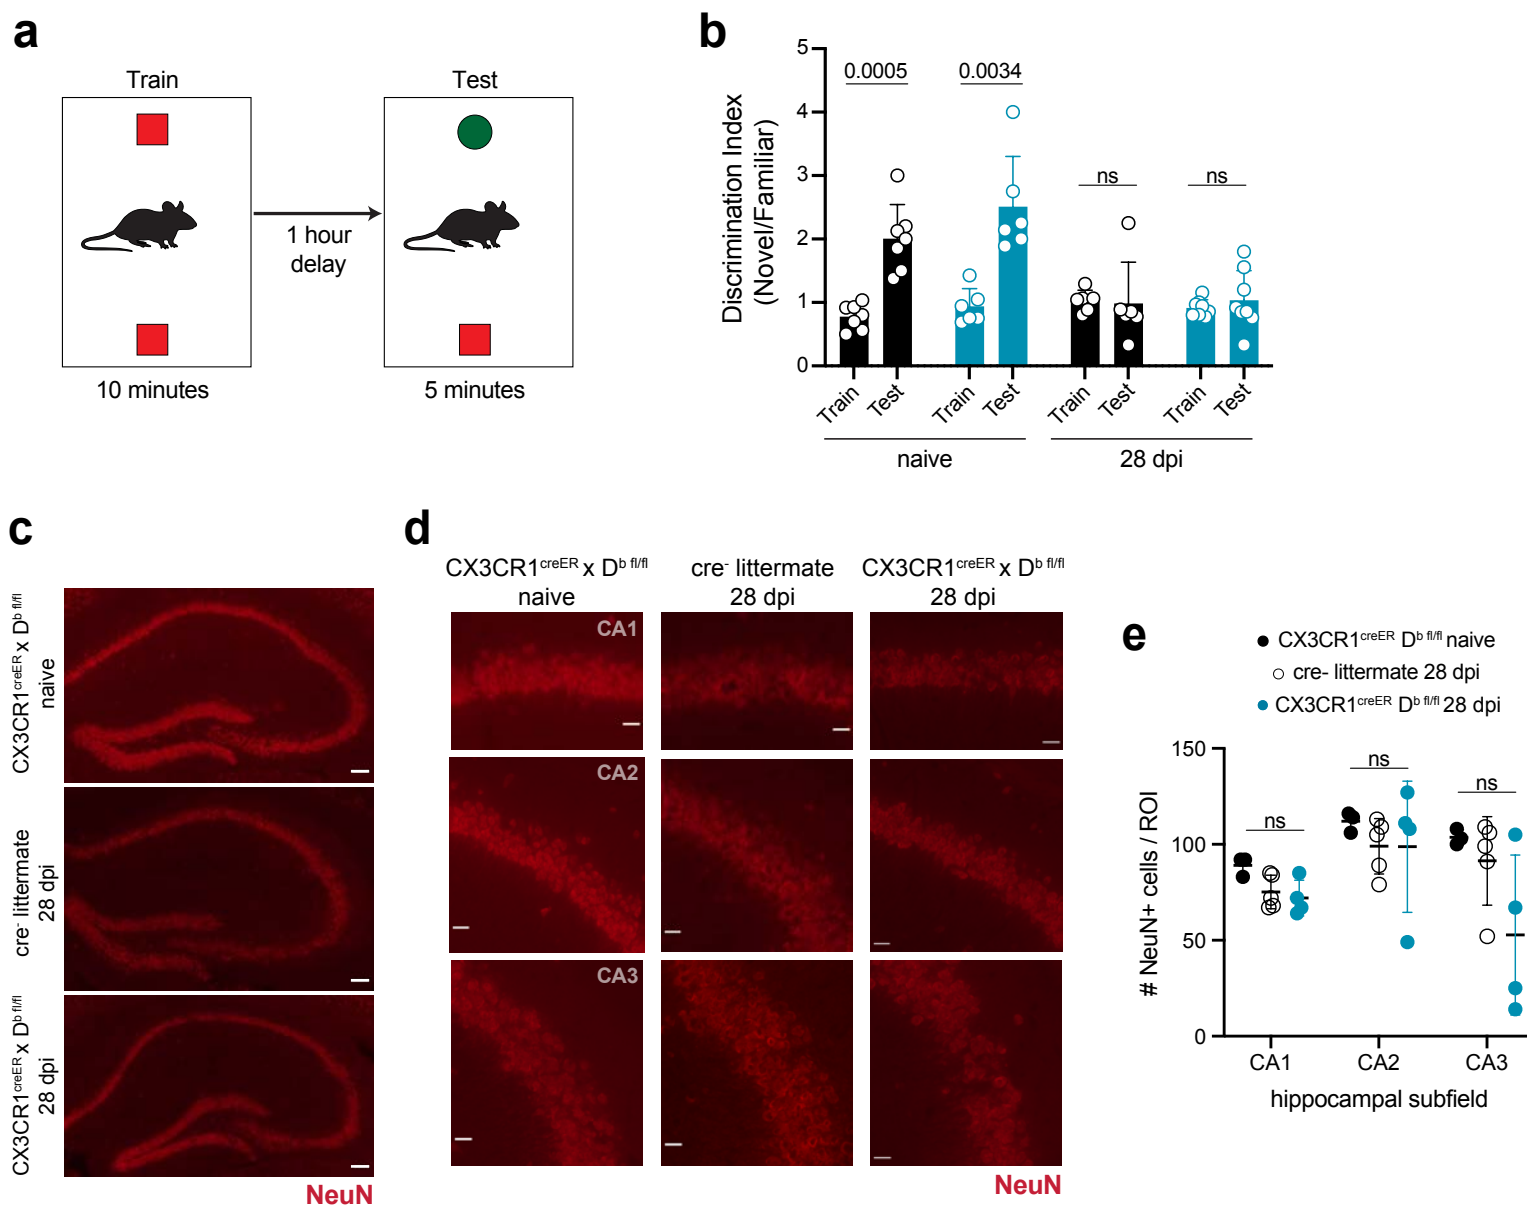 a
Train
Test
1 hour
delay
10 minutes
5 minutes
b
Discrimination Index
(Novel/Familiar)
5
4
3
2
1
0
0.0005
0.0034
ns
ns
Train
Test
Train
Test
Train
Test
Train
Test
naive
28 dpi
c
CX3CR1creER x Db fl/fl
naive
cre- littermate
28 dpi
CX3CR1creER x Db fl/fl
28 dpi
NeuN
d
CX3CR1creER x Db fl/fl
naive
cre- littermate
28 dpi
CX3CR1creER x Db fl/fl
28 dpi
CA1
CA2
CA3
NeuN
e
CX3CR1creER Db fl/fl naive
cre- littermate 28 dpi
CX3CR1creER Db fl/fl 28 dpi
# NeuN+ cells / ROI
150
100
50
0
ns
ns
ns
CA1
CA2
CA3
hippocampal subfield